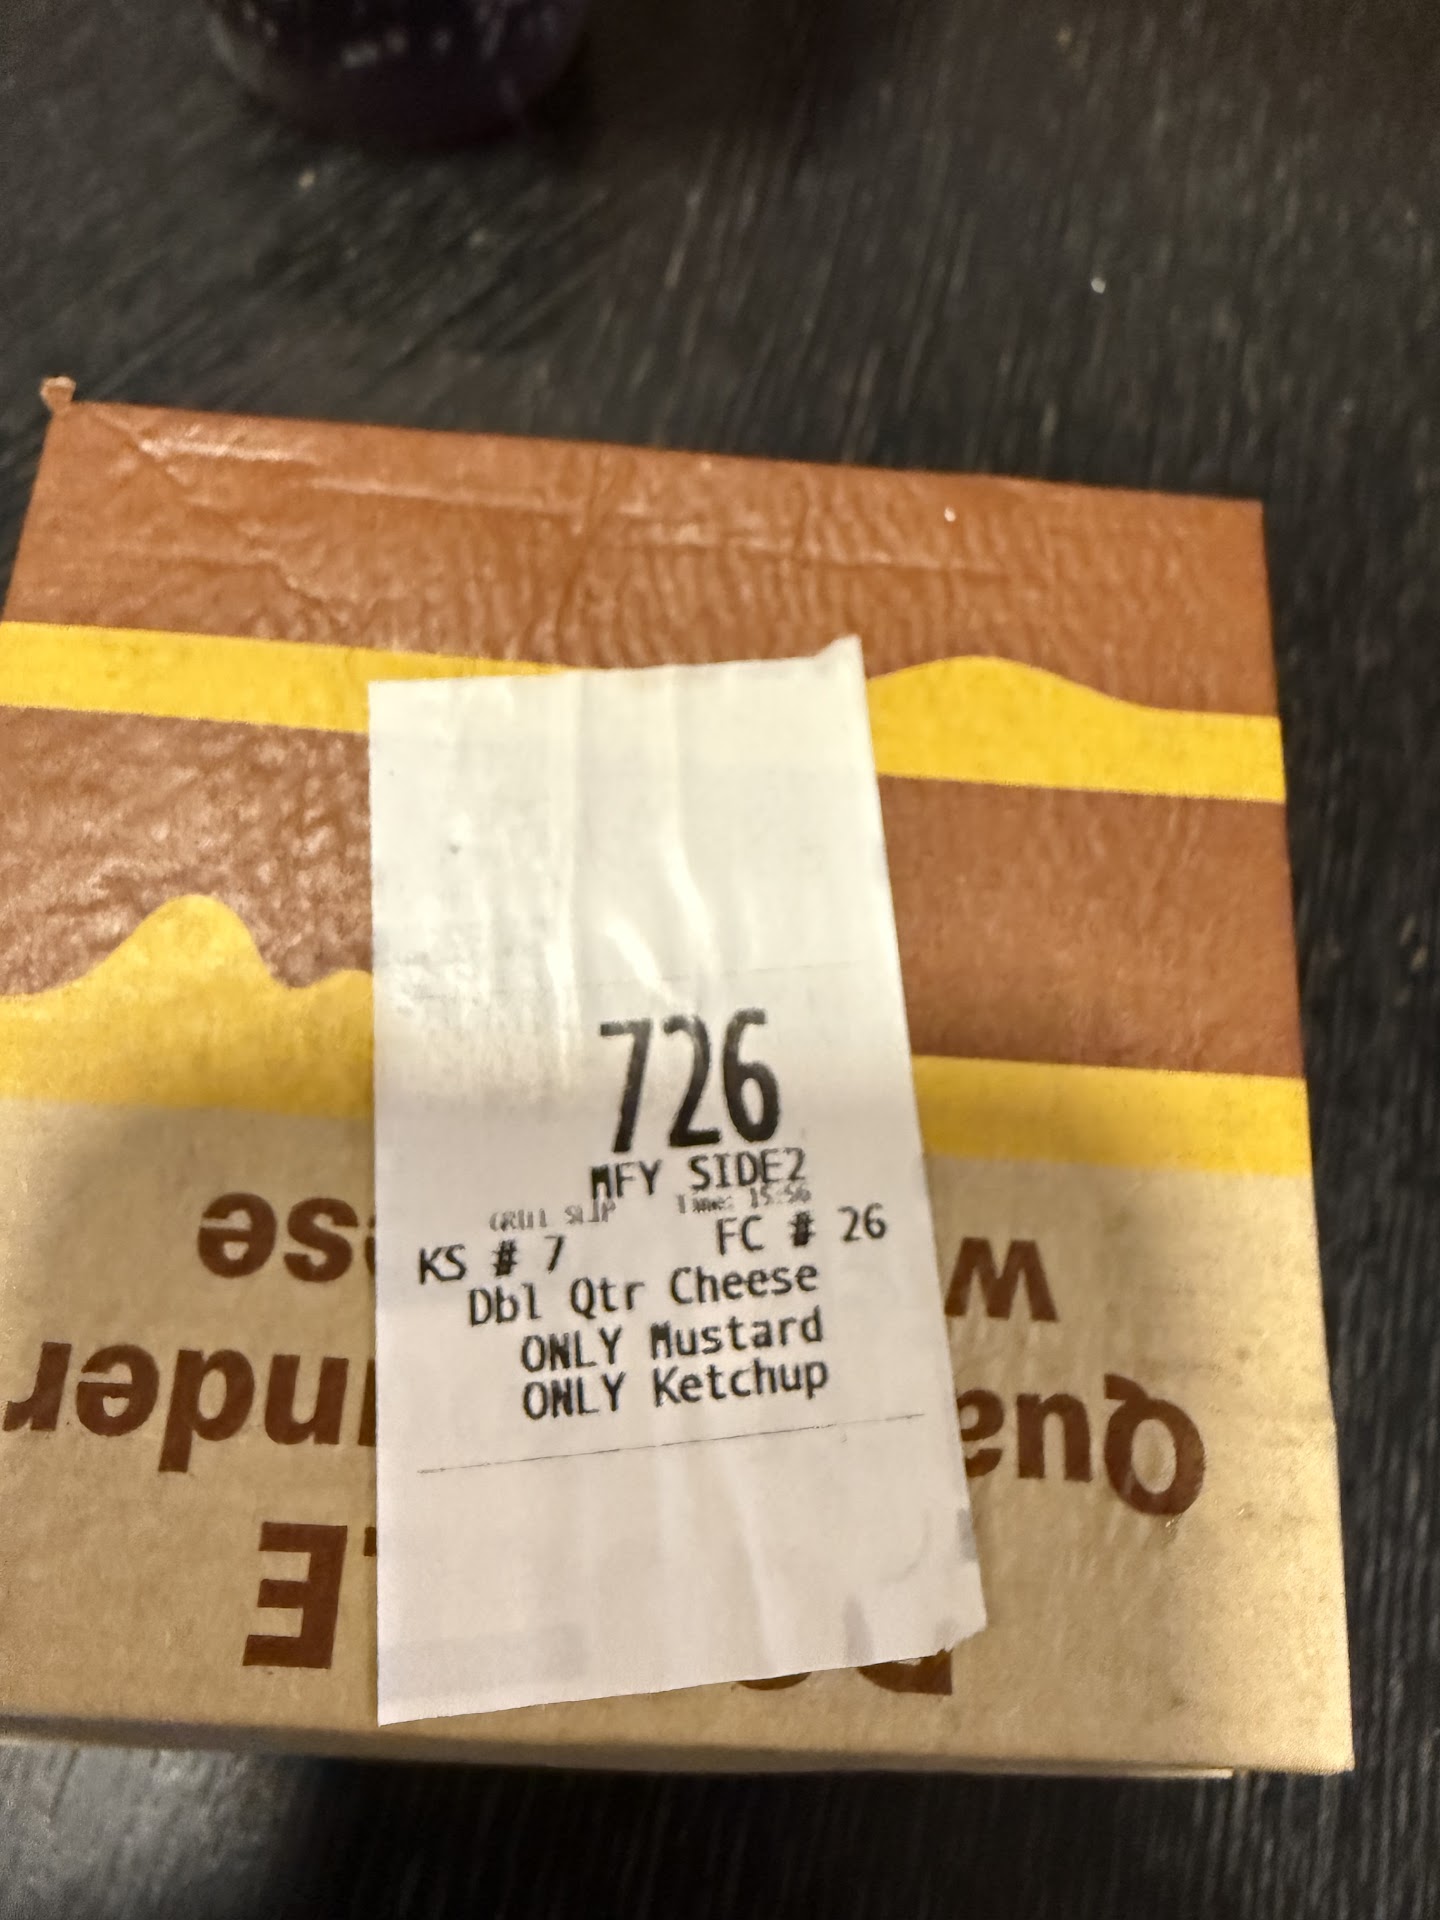 726
MFY SIDE2
GRILL SLIP Time: 15:56
KS # 7 FC # 26
Dbl Qtr Cheese
ONLY Mustard
ONLY Ketchup